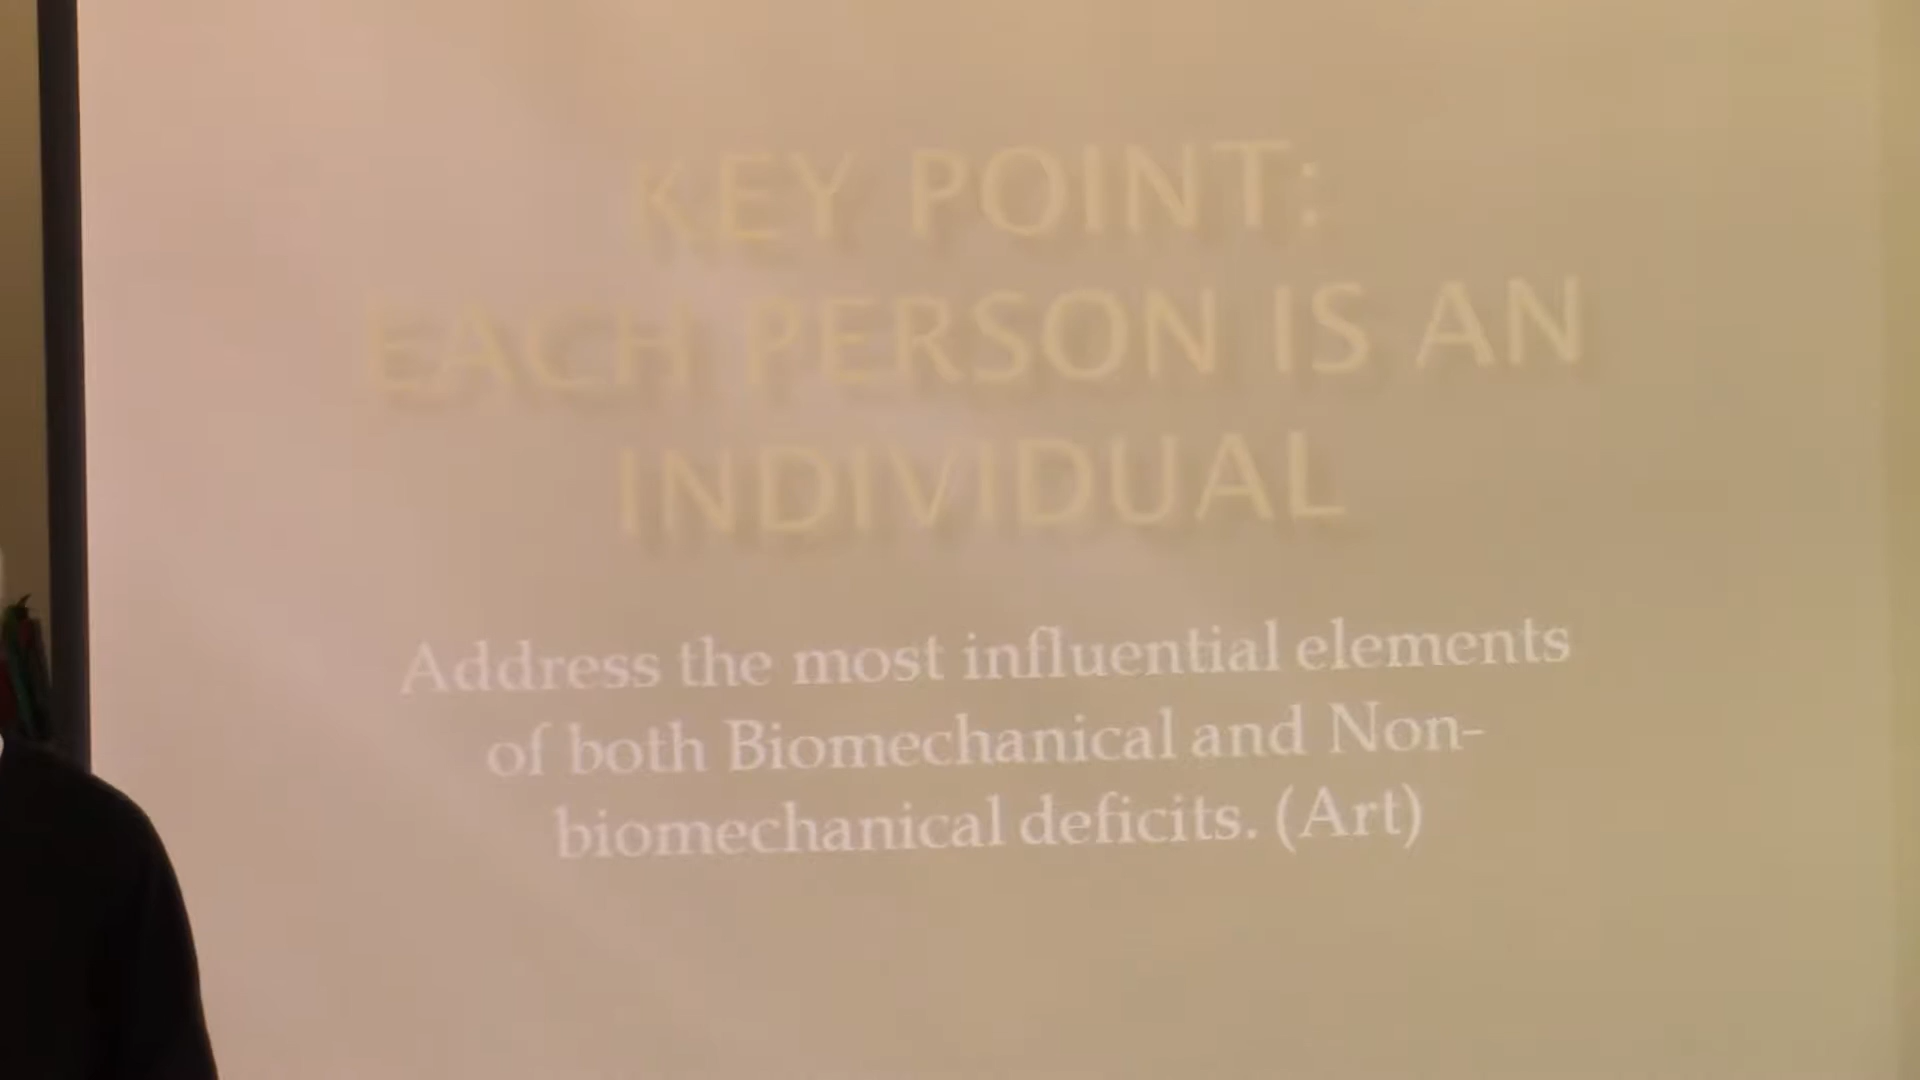 KEY POINT:
EACH PERSON IS AN
INDIVIDUAL
Address the most influential elements
of both Biomechanical and Non-
biomechanical deficits. (Art)